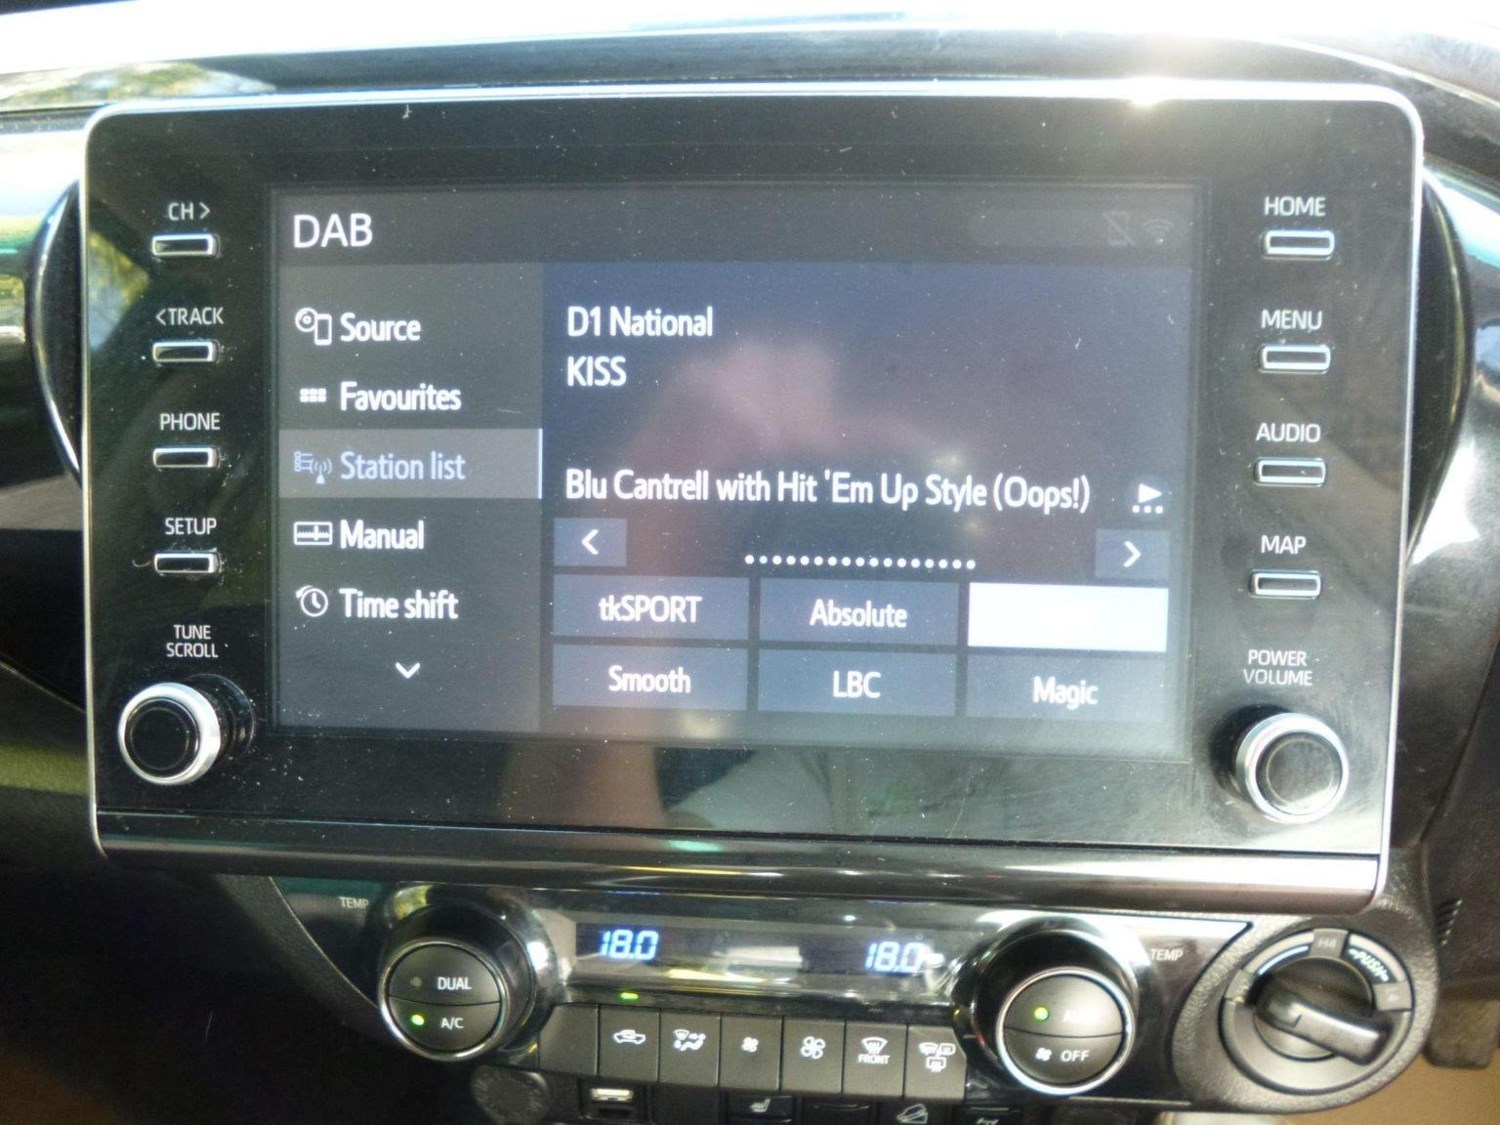 CH >
< TRACK
PHONE
SETUP
TUNE
SCROLL
DAB
Source
Favourites
Station list
Manual
Time shift
D1 National
KISS
Blu Cantrell with Hit 'Em Up Style (Oops!)
tkSPORT
Absolute
Smooth
LBC
Magic
HOME
MENU
AUDIO
MAP
POWER
VOLUME
TEMP
18.0
18.0
TEMP
DUAL
A/C
FRONT
OFF
H4
PUSH